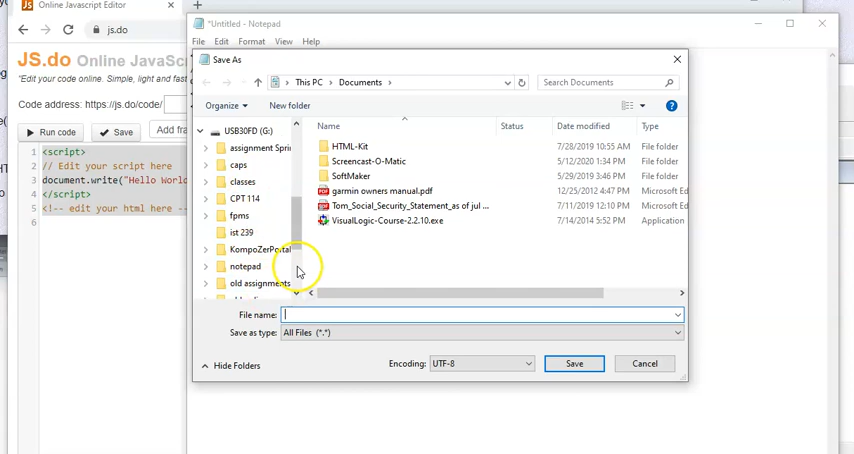 JS Online Javascript Editor
*Untitled - Notepad
js.do
File Edit Format View Help
JS.do Online JavaScr
"Edit your code online. Simple, light and fast
Code address: https://js.do/code/
Run code
Save
Add fra
1 <script>
2 // Edit your script here
3 document.write("Hello World
4 </script>
5 <!-- edit your html here --
6
Save As
This PC > Documents >
Search Documents
Organize
New folder
Name Status Date modified Type
USB30FD (G:)
assignment Sprin
caps
classes
CPT 114
fpms
ist 239
KompoZerPortal
notepad
old assignments
HTML-Kit 7/28/2019 10:55 AM File folder
Screencast-O-Matic 5/12/2020 1:34 PM File folder
SoftMaker 5/29/2019 3:46 PM File folder
garmin owners manual.pdf 12/25/2012 4:47 PM Microsoft Ed
Tom_Social_Security_Statement_as of jul ... 7/11/2019 12:10 PM Microsoft Ed
VisualLogic-Course-2.2.10.exe 7/14/2014 5:52 PM Application
File name:
Save as type: All Files (*.*)
Hide Folders
Encoding: UTF-8
Save
Cancel